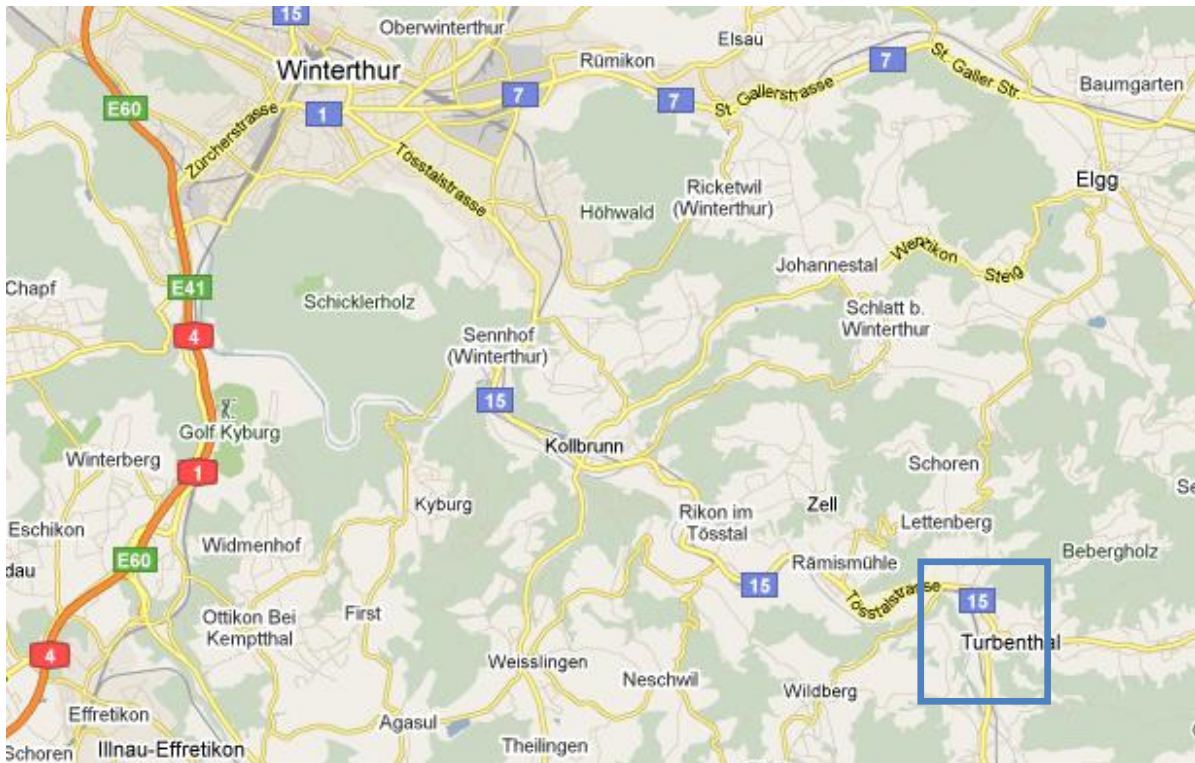 15
Oberwinterthur
Elsau
Rümikon
7
St. Galler Str.
Winterthur
Baumgarten
E60
1
7
7
St. Gallerstrasse
Zürcherstrasse
Tösstalstrasse
Elgg
Ricketwil
(Winterthur)
Höhwald
Johannestal
Steig
Chapf
E41
Schicklerholz
Schlatt b.
Winterthur
4
Sennhof
(Winterthur)
15
Golf Kyburg
Kollbrunn
Winterberg
1
Schoren
Zell
Kyburg
Rikon im
Tösstal
Lettenberg
Eschikon
Widmenhof
Bebergholz
E60
Rämismühle
15
Tösstalstrasse
15
Ottikon Bei
Kemptthal
First
Turbenthal
4
Weisslingen
Neschwil
Wildberg
Effretikon
Agasul
Schoren
Illnau-Effretikon
Theilingen